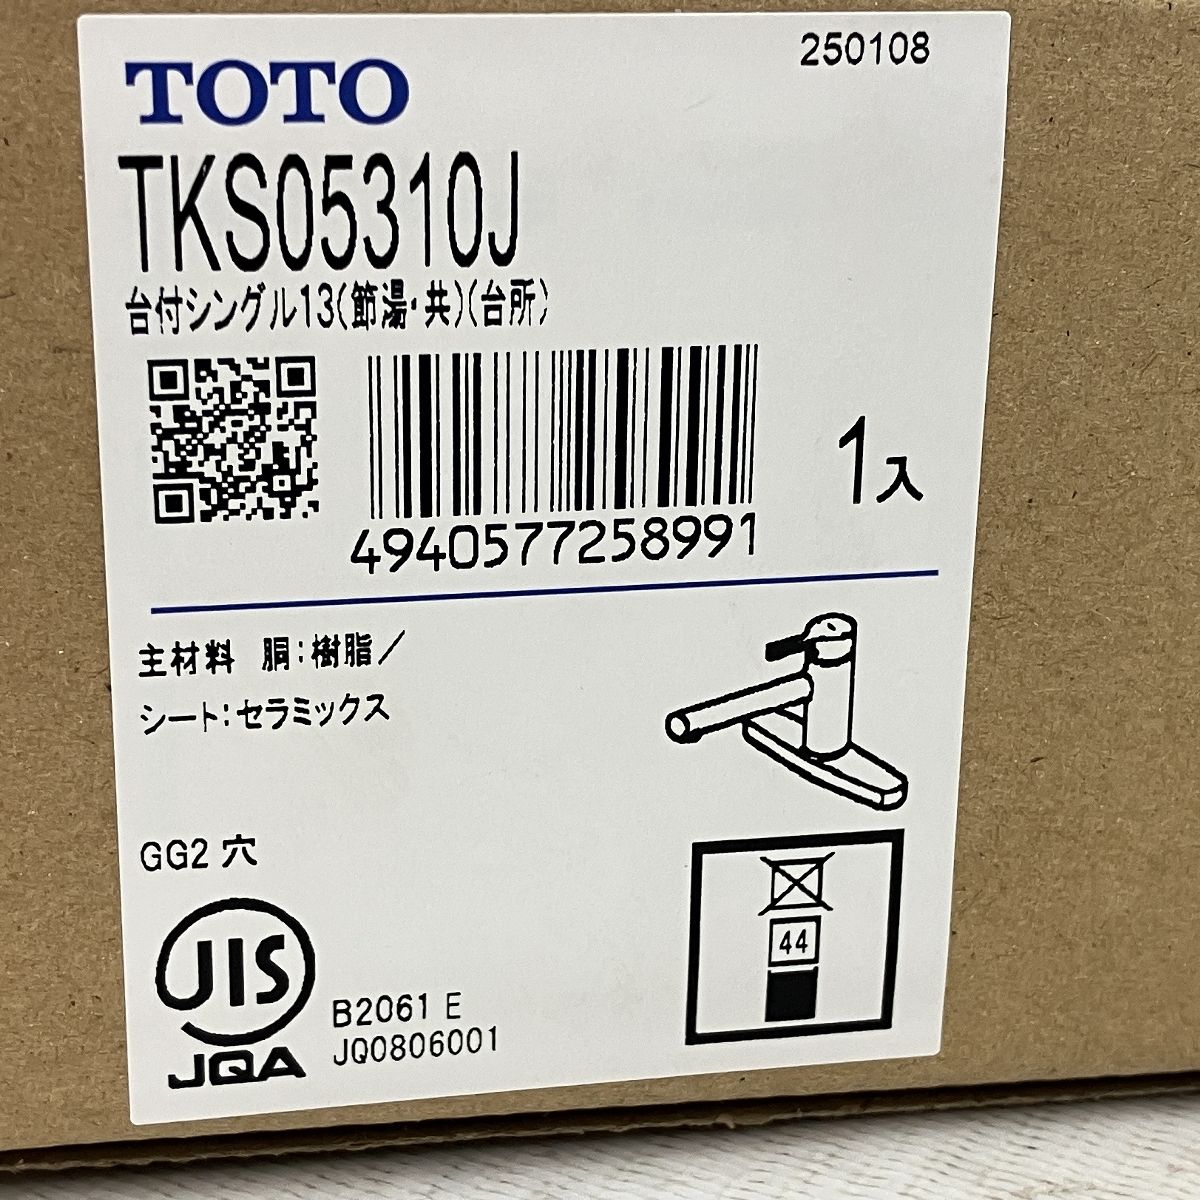 250108
TOTO
TKS05310J
台付シングル13(節湯・共)(台所)
1入
4940577258991
主材料 胴:樹脂/
シート:セラミックス
GG2 穴
44
JIS
B2061 E
JQA
JQ0806001